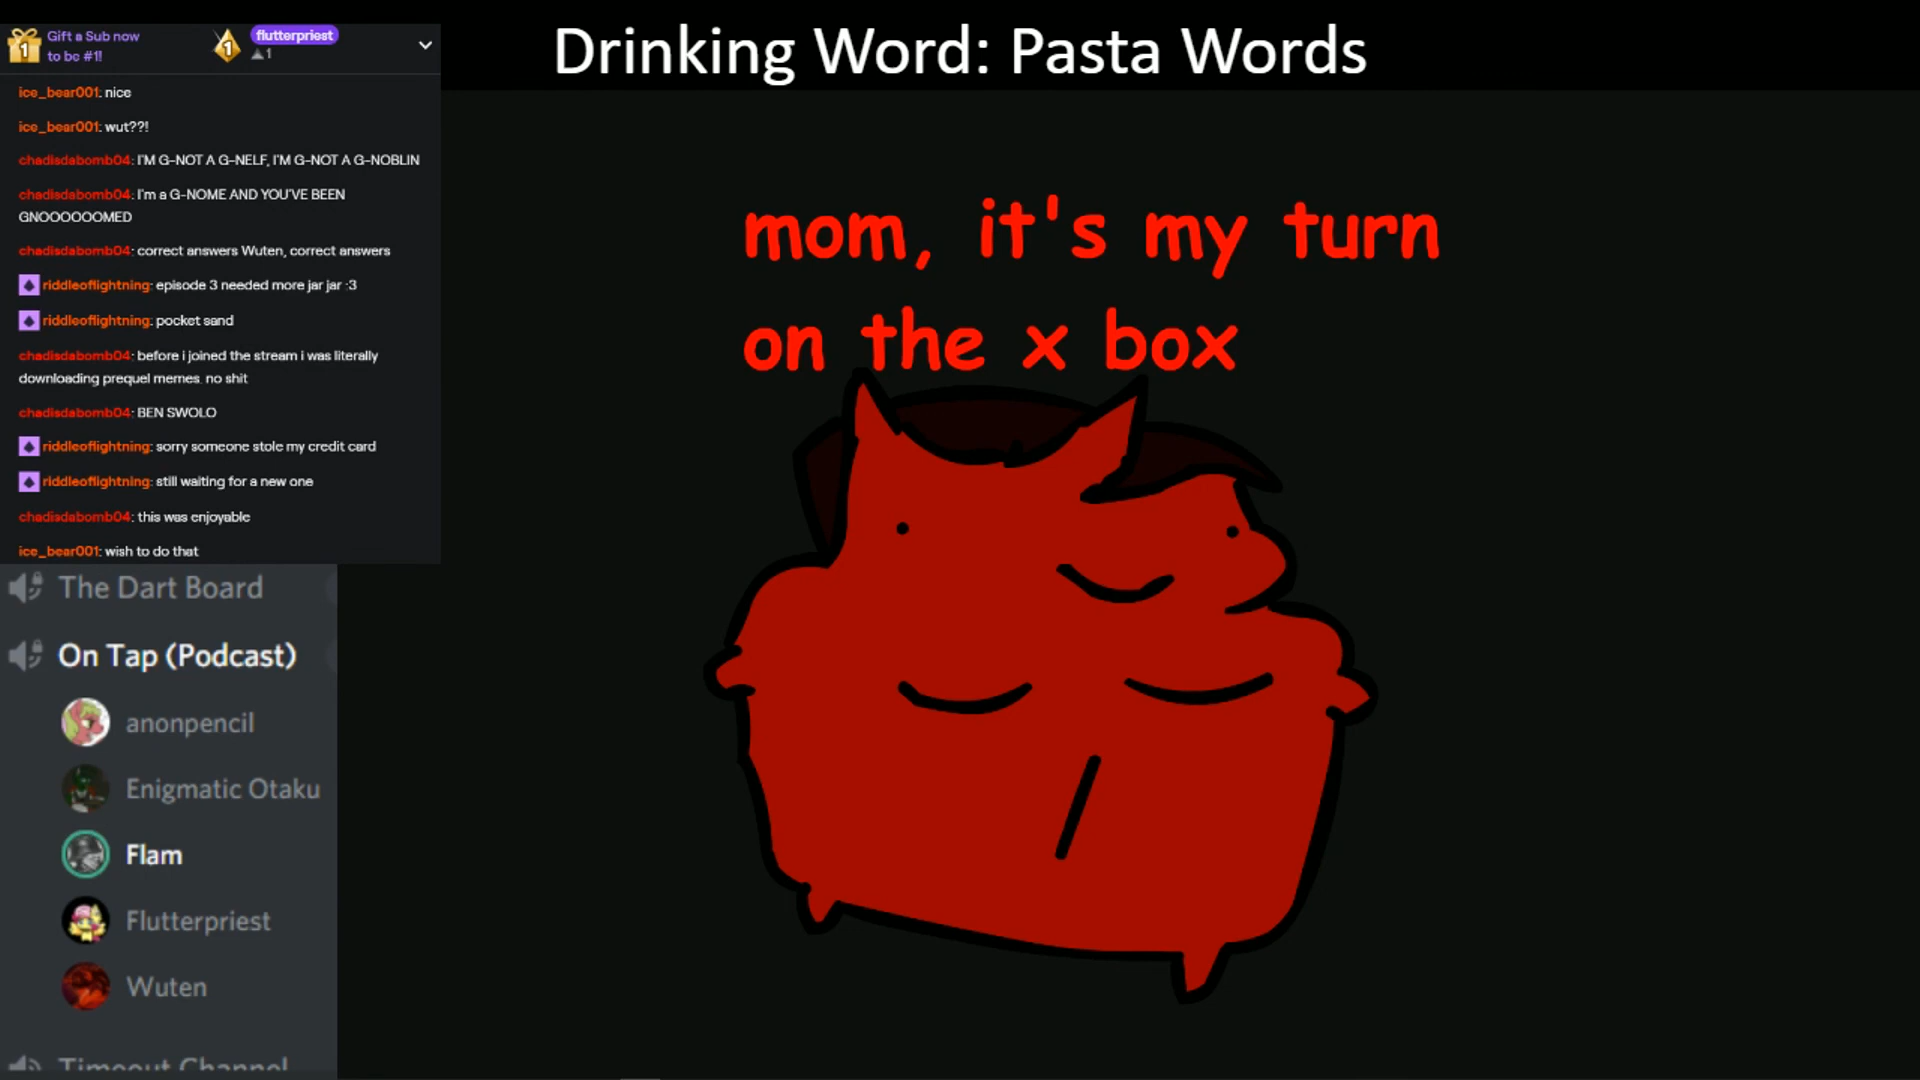 Drinking Word: Pasta Words
Gift a Sub now
to be #1!
1
1
flutterpriest
1
ice_bear001: nice
ice_bear001: wut??!
chadisdabomb04: I'M G-NOT A G-NELF, I'M G-NOT A G-NOBLIN
chadisdabomb04: I'm a G-NOME AND YOU'VE BEEN
GNOOOOOOMED
chadisdabomb04: correct answers Wuten, correct answers
riddleoflightning: episode 3 needed more jar jar :3
riddleoflightning: pocket sand
chadisdabomb04: before i joined the stream i was literally
downloading prequel memes. no shit
chadisdabomb04: BEN SWOLO
riddleoflightning: sorry someone stole my credit card
riddleoflightning: still waiting for a new one
chadisdabomb04: this was enjoyable
ice_bear001: wish to do that
mom, it's my turn
on the x box
The Dart Board
On Tap (Podcast)
anonpencil
Enigmatic Otaku
Flam
Flutterpriest
Wuten
Timeout Channel